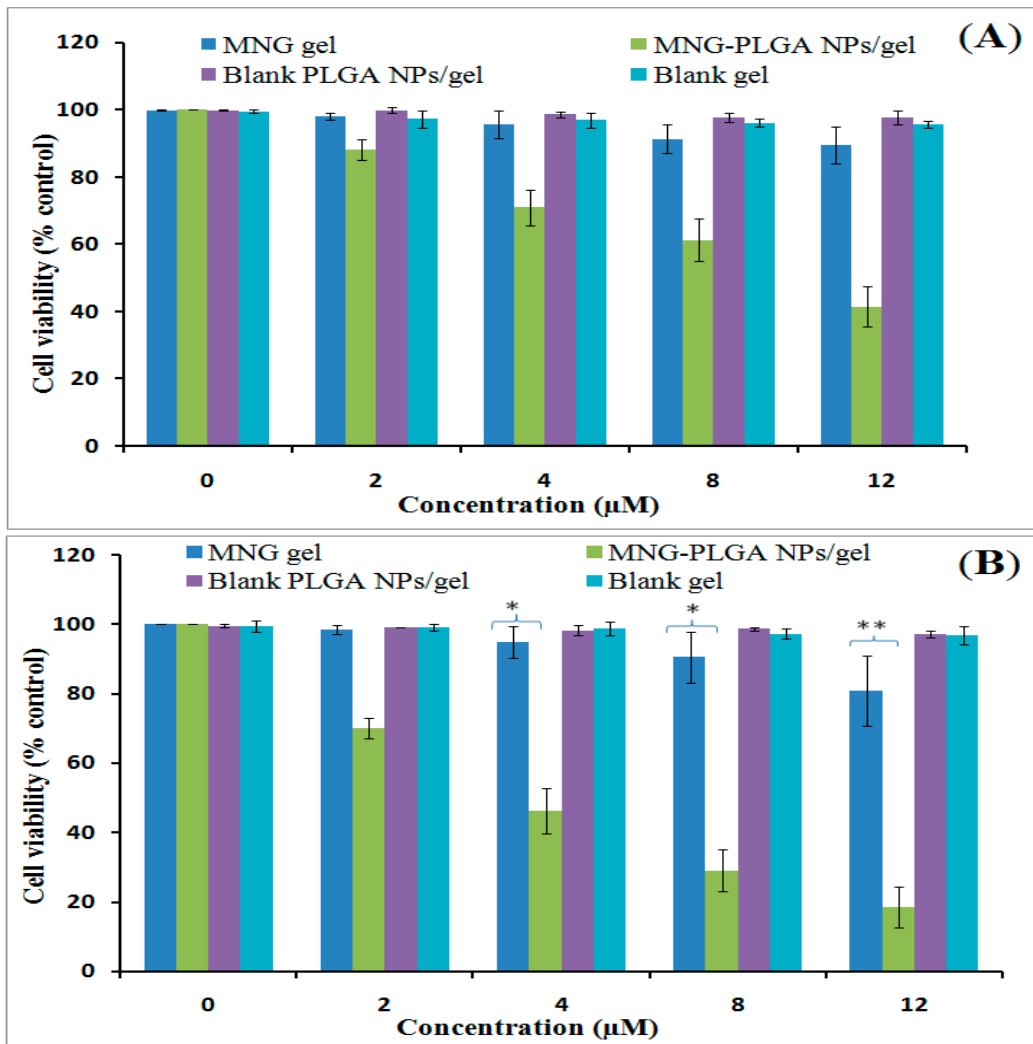 (A)
MNG gel MNG-PLGA NPs/gel
Blank PLGA NPs/gel Blank gel
Cell viability (% control)
120
100
80
60
40
20
0
0 2 4 8 12
Concentration (µM)
(B)
MNG gel MNG-PLGA NPs/gel
Blank PLGA NPs/gel Blank gel
Cell viability (% control)
120
100
80
60
40
20
0
* * **
0 2 4 8 12
Concentration (µM)